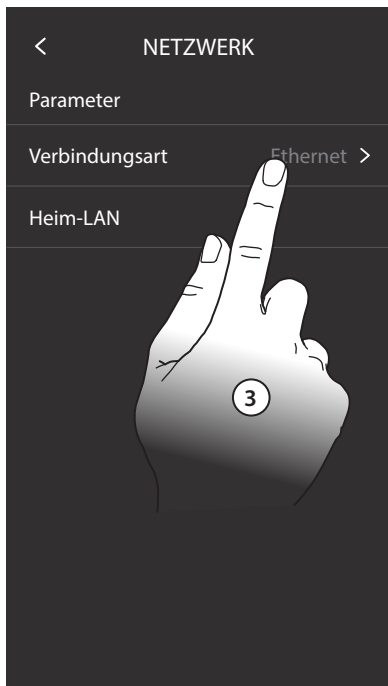 NETZWERK
Parameter
Verbindungsart Ethernet
Heim-LAN
3